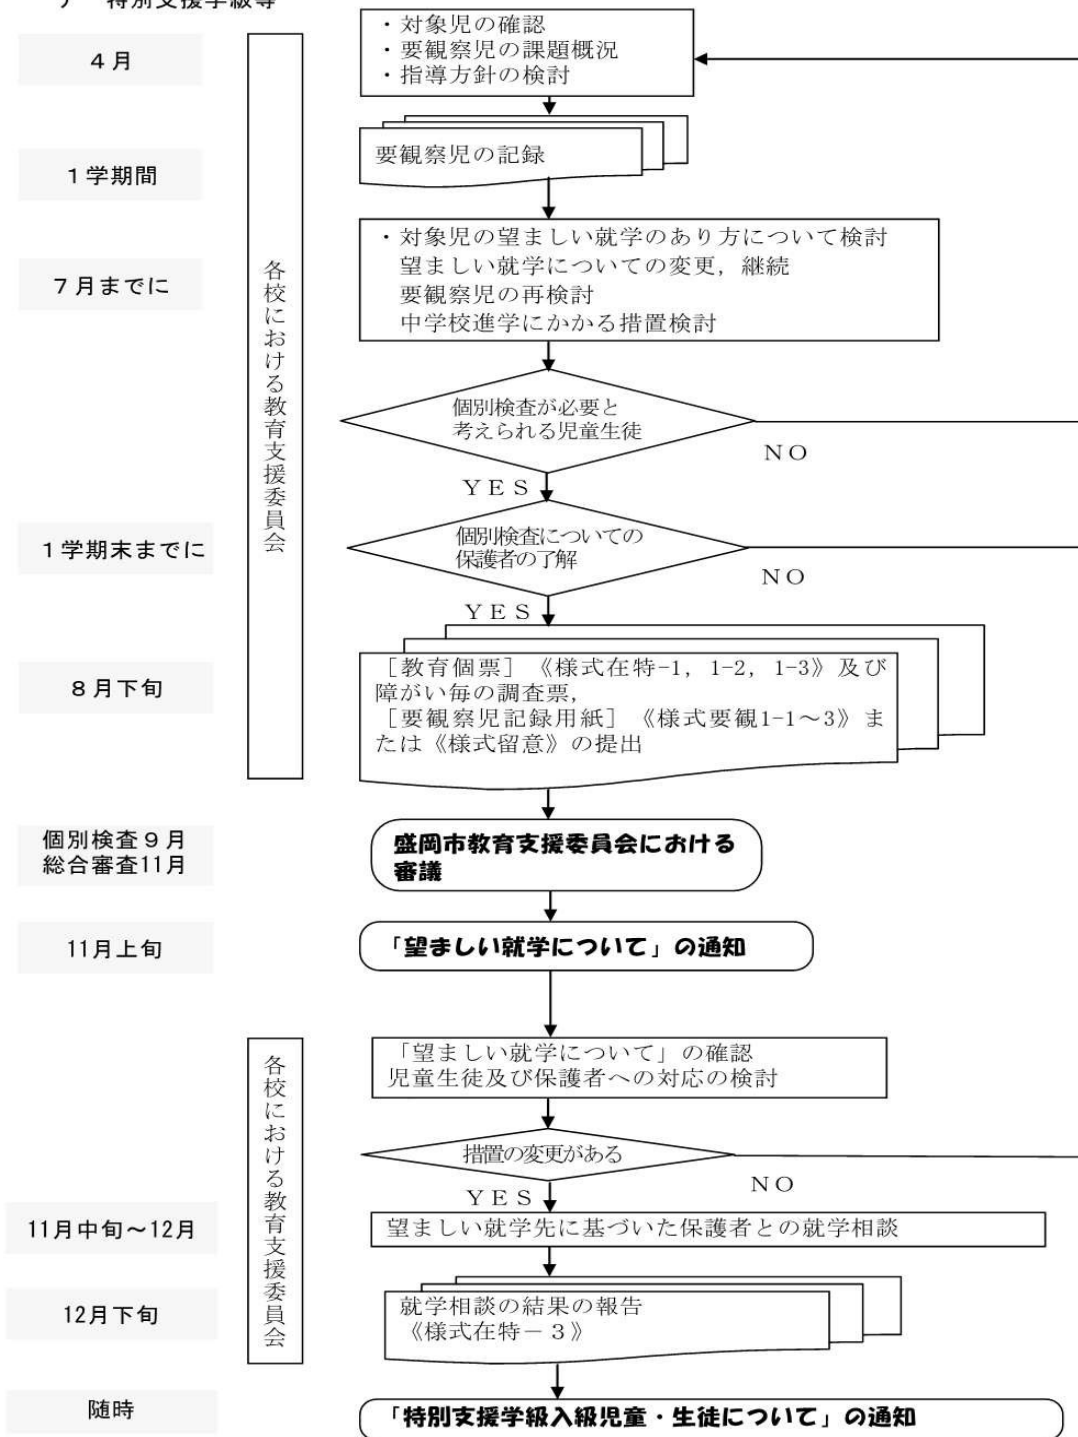 特別支援学級等
４月
・対象児の確認
・要観察児の課題概況
・指導方針の検討
１学期間
要観察児の記録
７月までに
・対象児の望ましい就学のあり方について検討
望ましい就学についての変更，継続
要観察児の再検討
中学校進学にかかる措置検討
各校における教育支援委員会
個別検査が必要と
考えられる児童生徒
NO
YES
１学期末までに
個別検査についての
保護者の了解
NO
YES
８月下旬
［教育個票］《様式在特-1，1-2，1-3》及び
障がい毎の調査票，
［要観察児記録用紙］《様式要観1-1～3》ま
たは《様式留意》の提出
個別検査９月
総合審査11月
盛岡市教育支援委員会における
審議
11月上旬
「望ましい就学について」の通知
各校における教育支援委員会
「望ましい就学について」の確認
児童生徒及び保護者への対応の検討
措置の変更がある
NO
YES
11月中旬～12月
望ましい就学先に基づいた保護者との就学相談
12月下旬
就学相談の結果の報告
《様式在特－３》
随時
「特別支援学級入級児童・生徒について」の通知